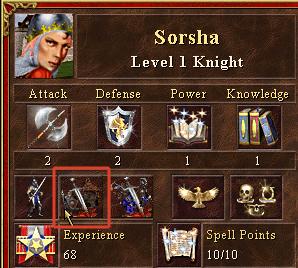 Sorsha
Level 1 Knight
Attack Defense Power Knowledge
2 2 1 1
Experience
68
Spell Points
10/10